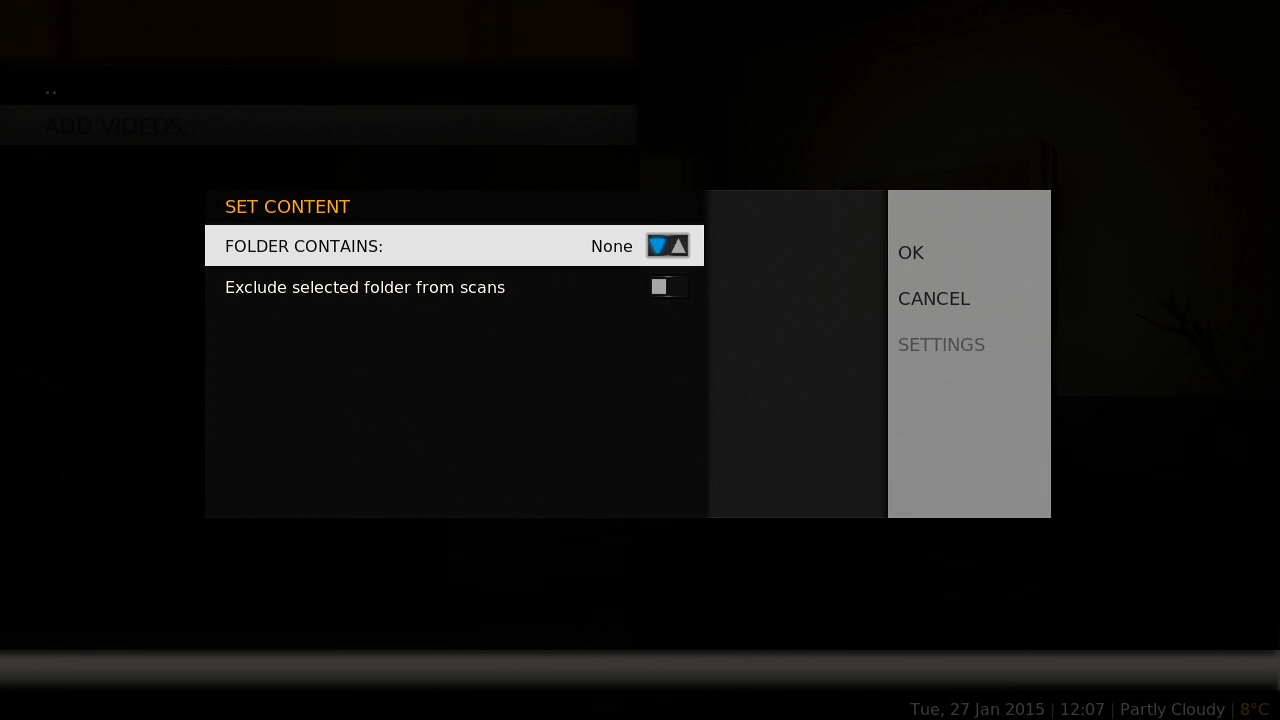 ..
ADD VIDEOS...
SET CONTENT
FOLDER CONTAINS: None
Exclude selected folder from scans
OK
CANCEL
SETTINGS
Tue, 27 Jan 2015 | 12:07 | Partly Cloudy | 8°C